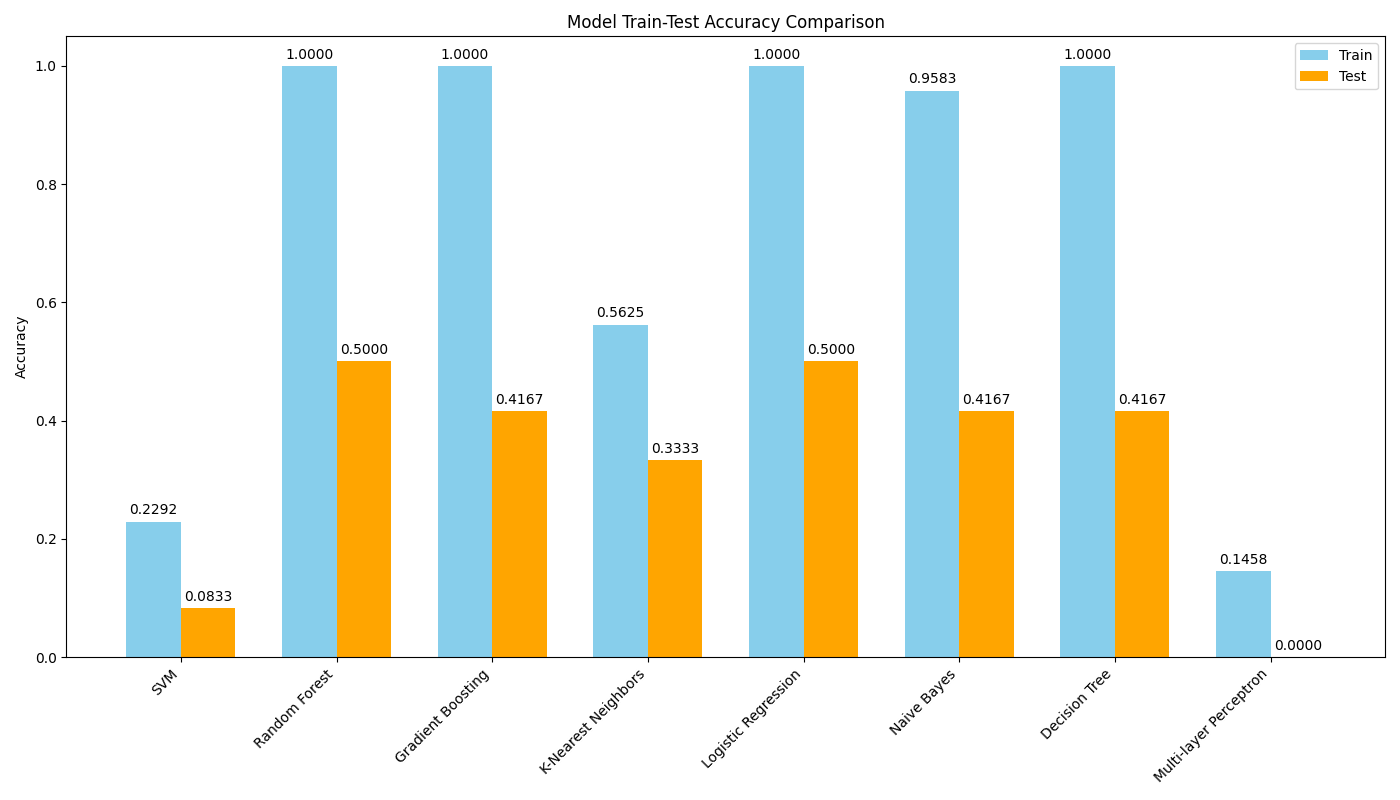 Model Train-Test Accuracy Comparison
Train
Test
Accuracy
1.0
0.8
0.6
0.4
0.2
0.0
0.2292
0.0833
1.0000
0.5000
1.0000
0.4167
0.5625
0.3333
1.0000
0.5000
0.9583
0.4167
1.0000
0.4167
0.1458
0.0000
SVM
Random Forest
Gradient Boosting
K-Nearest Neighbors
Logistic Regression
Naive Bayes
Decision Tree
Multi-layer Perceptron